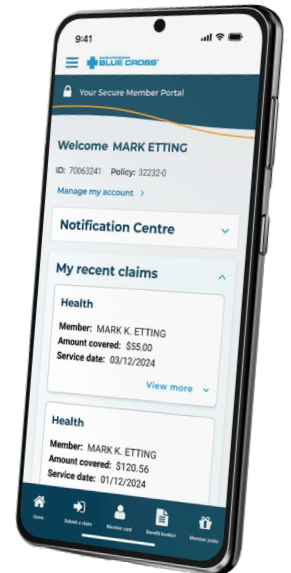 9:41
SASKATCHEWAN
BLUE CROSS
Your Secure Member Portal
Welcome MARK ETTING
ID: 70063241 Policy: 32232-0
Manage my account >
Notification Centre
My recent claims
Health
Member: MARK K. ETTING
Amount covered: $55.00
Service date: 03/12/2024
View more
Health
Member: MARK K. ETTING
Amount covered: $120.56
Service date: 01/12/2024
Home
Submit a claim
Member card
Benefit booklet
Member perks